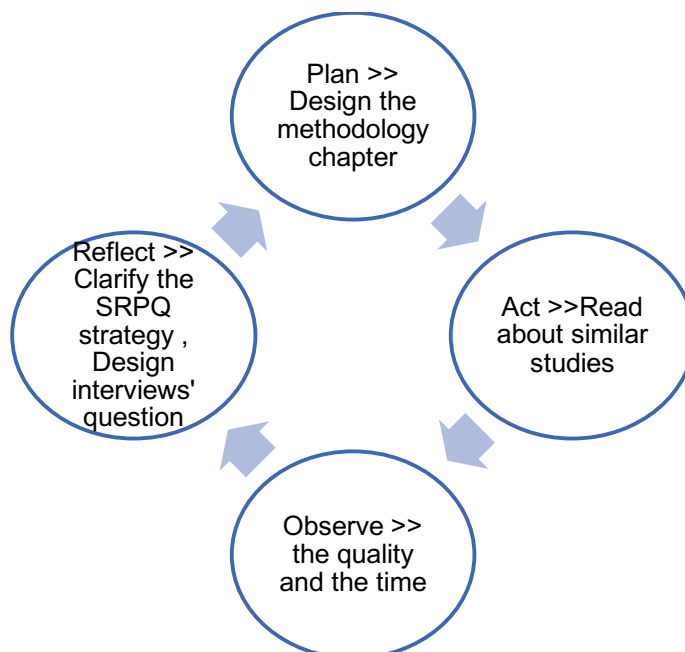 Plan >>
Design the
methodology
chapter
Act >>Read
about similar
studies
Observe >>
the quality
and the time
Reflect >>
Clarify the
SRPQ
strategy ,
Design
interviews'
question